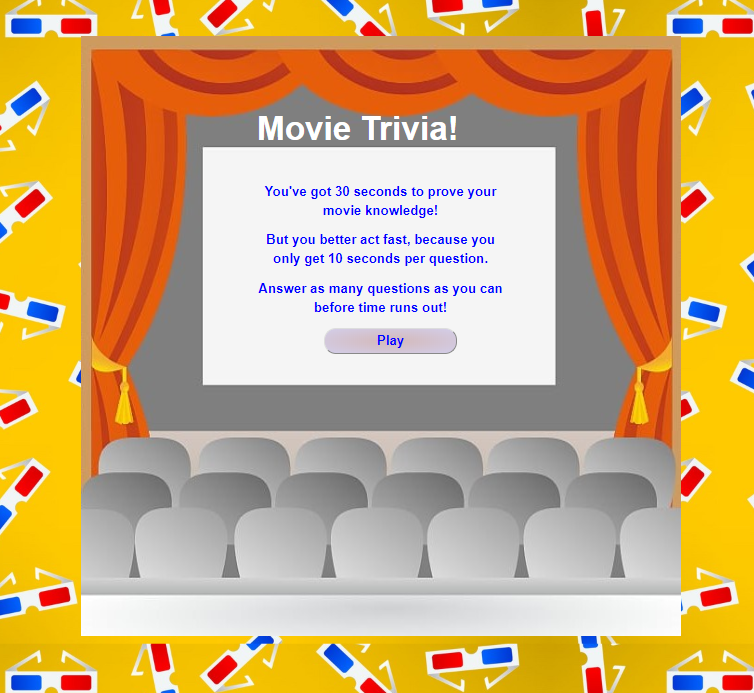 Movie Trivia!
You've got 30 seconds to prove your
movie knowledge!
But you better act fast, because you
only get 10 seconds per question.
Answer as many questions as you can
before time runs out!
Play